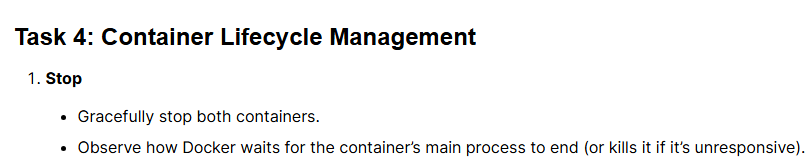 Task 4: Container Lifecycle Management
1. Stop
• Gracefully stop both containers.
• Observe how Docker waits for the container’s main process to end (or kills it if it’s unresponsive).